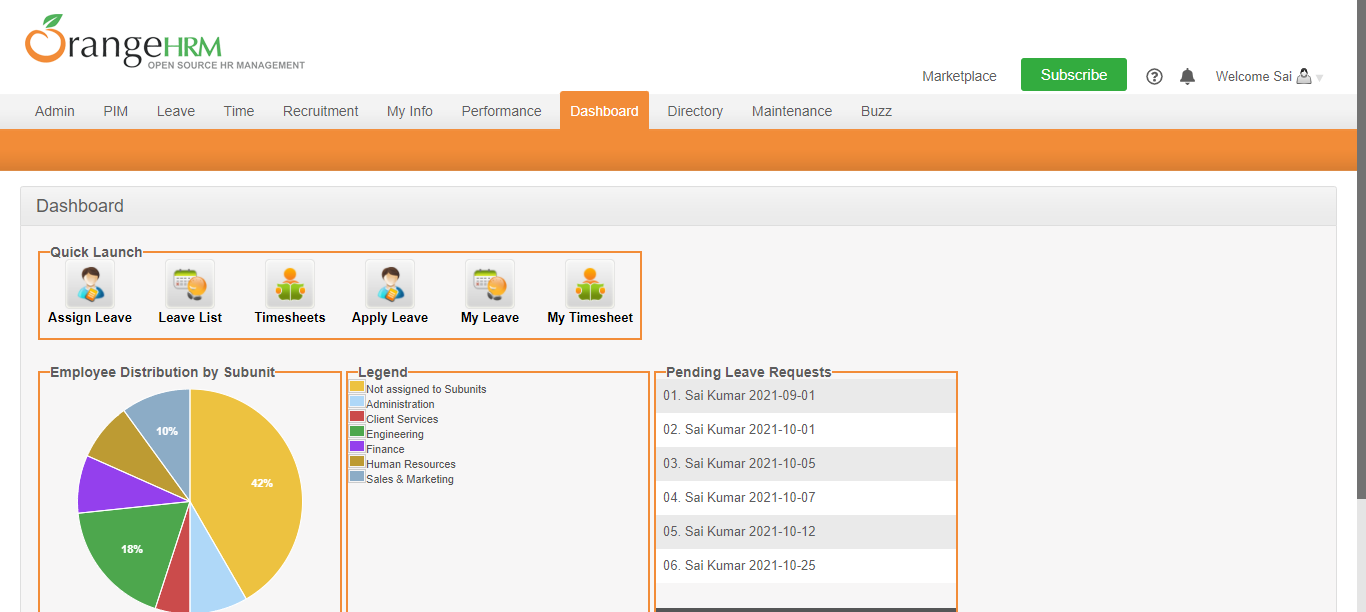 OrangeHRM
OPEN SOURCE HR MANAGEMENT
Marketplace
Subscribe
?
Welcome Sai
Admin PIM Leave Time Recruitment My Info Performance Dashboard Directory Maintenance Buzz
Dashboard
Quick Launch
Assign Leave Leave List Timesheets Apply Leave My Leave My Timesheet
Employee Distribution by Subunit
10%
42%
18%
Legend
Not assigned to Subunits
Administration
Client Services
Engineering
Finance
Human Resources
Sales & Marketing
Pending Leave Requests
01. Sai Kumar 2021-09-01
02. Sai Kumar 2021-10-01
03. Sai Kumar 2021-10-05
04. Sai Kumar 2021-10-07
05. Sai Kumar 2021-10-12
06. Sai Kumar 2021-10-25